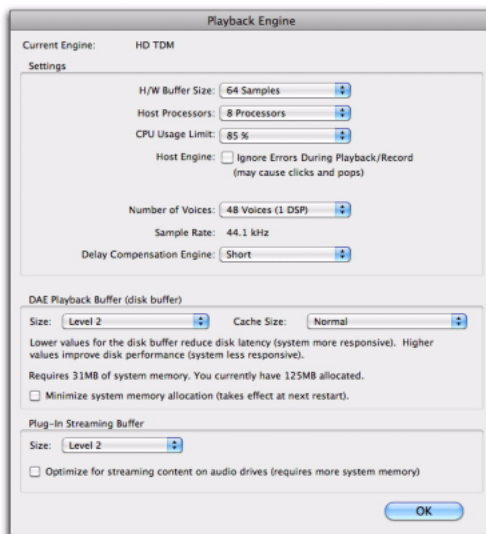 Playback Engine
Current Engine: HD TDM
Settings
H/W Buffer Size: 64 Samples
Host Processors: 8 Processors
CPU Usage Limit: 85 %
Host Engine: Ignore Errors During Playback/Record
(may cause clicks and pops)
Number of Voices: 48 Voices (1 DSP)
Sample Rate: 44.1 kHz
Delay Compensation Engine: Short
DAE Playback Buffer (disk buffer)
Size: Level 2 Cache Size: Normal
Lower values for the disk buffer reduce disk latency (system more responsive). Higher
values improve disk performance (system less responsive).
Requires 31MB of system memory. You currently have 125MB allocated.
Minimize system memory allocation (takes effect at next restart).
Plug-In Streaming Buffer
Size: Level 2
Optimize for streaming content on audio drives (requires more system memory)
OK